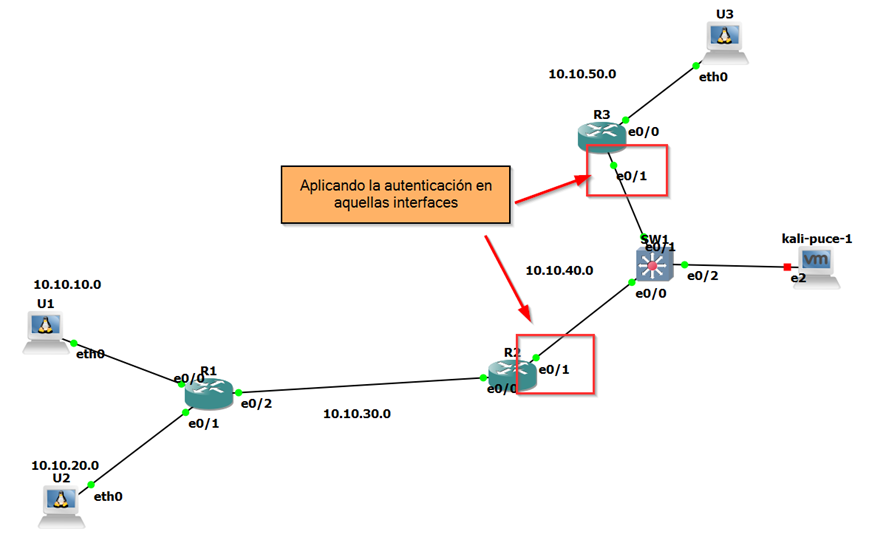 U3
10.10.50.0
eth0
R3
e0/0
e0/1
Aplicando la autenticación en
aquellas interfaces
SW1
e0/1
kali-puce-1
vm
10.10.40.0
e0/2
e2
e0/0
10.10.10.0
U1
eth0
R2
e0/1
e0/0
R1
e0/0
e0/2
e0/1
10.10.30.0
10.10.20.0
U2
eth0